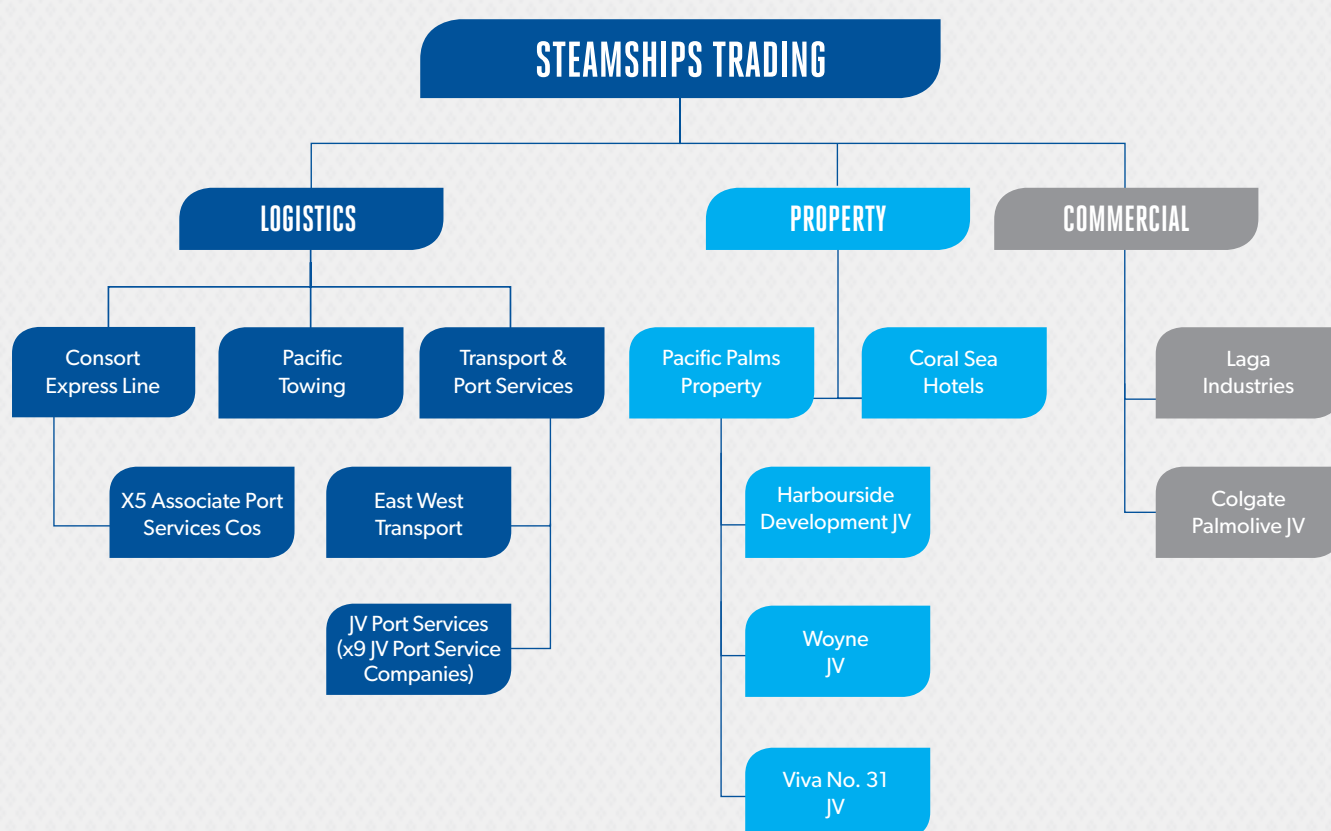 STEAMSHIPS TRADING
LOGISTICS
PROPERTY
COMMERCIAL
Consort
Express Line
Pacific
Towing
Transport &
Port Services
Pacific Palms
Property
Coral Sea
Hotels
Laga
Industries
X5 Associate Port
Services Cos
East West
Transport
Harbourside
Development JV
Colgate
Palmolive JV
JV Port Services
(x9 JV Port Service
Companies)
Woyne
JV
Viva No. 31
JV